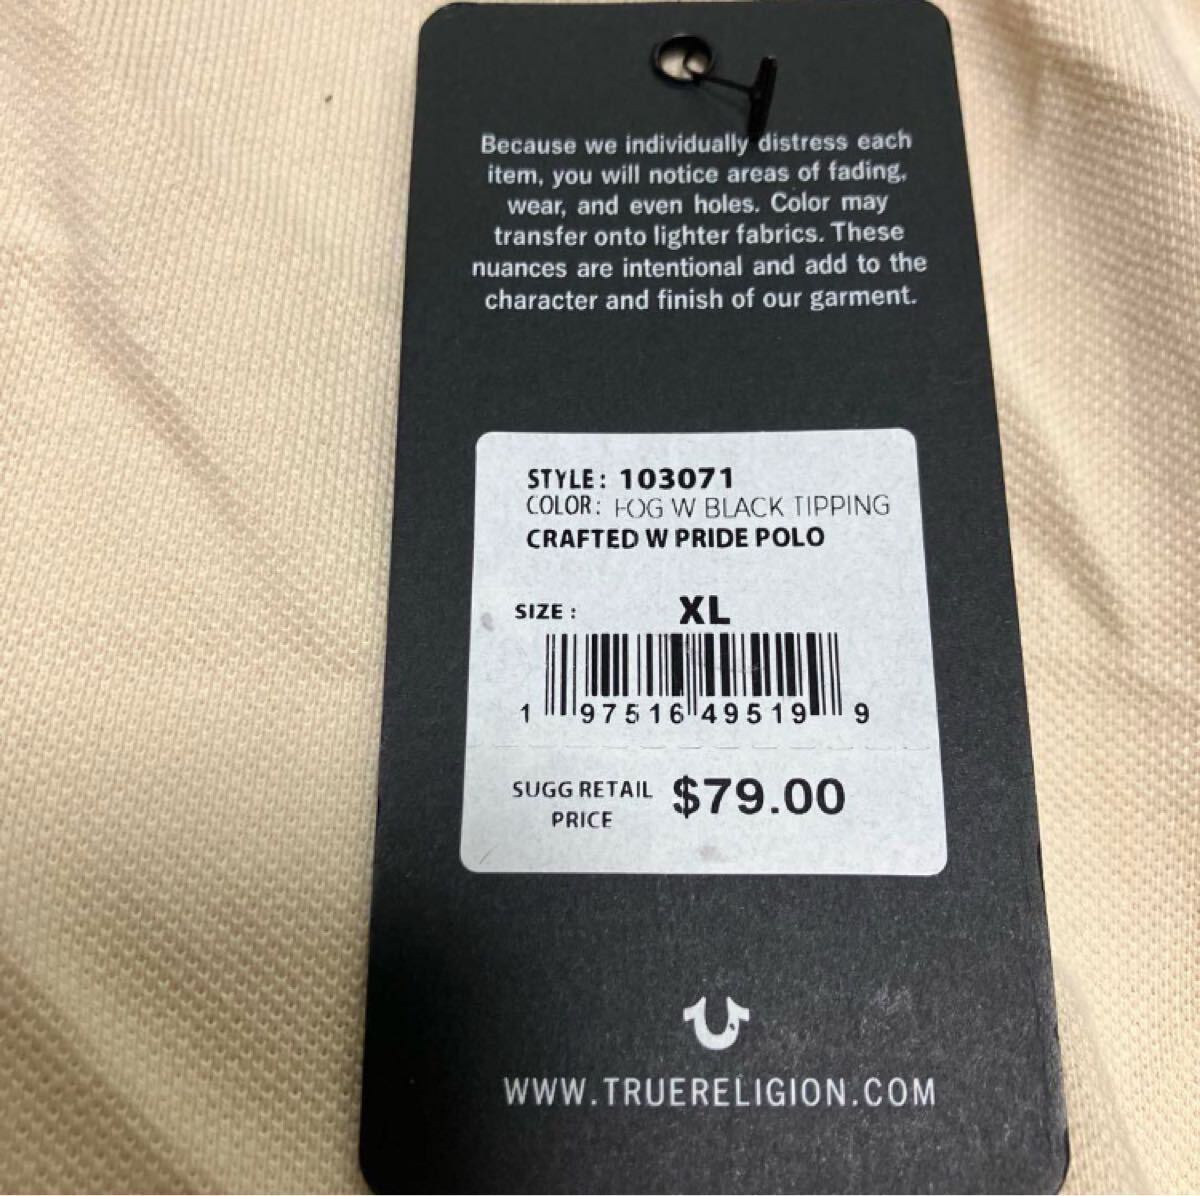 Because we individually distress each
item, you will notice areas of fading,
wear, and even holes. Color may
transfer onto lighter fabrics. These
nuances are intentional and add to the
character and finish of our garment.
STYLE: 103071
COLOR: FOG W BLACK TIPPING
CRAFTED W PRIDE POLO
SIZE: XL
1 97516 49519 9
SUGG RETAIL PRICE $79.00
WWW.TRUERELIGION.COM